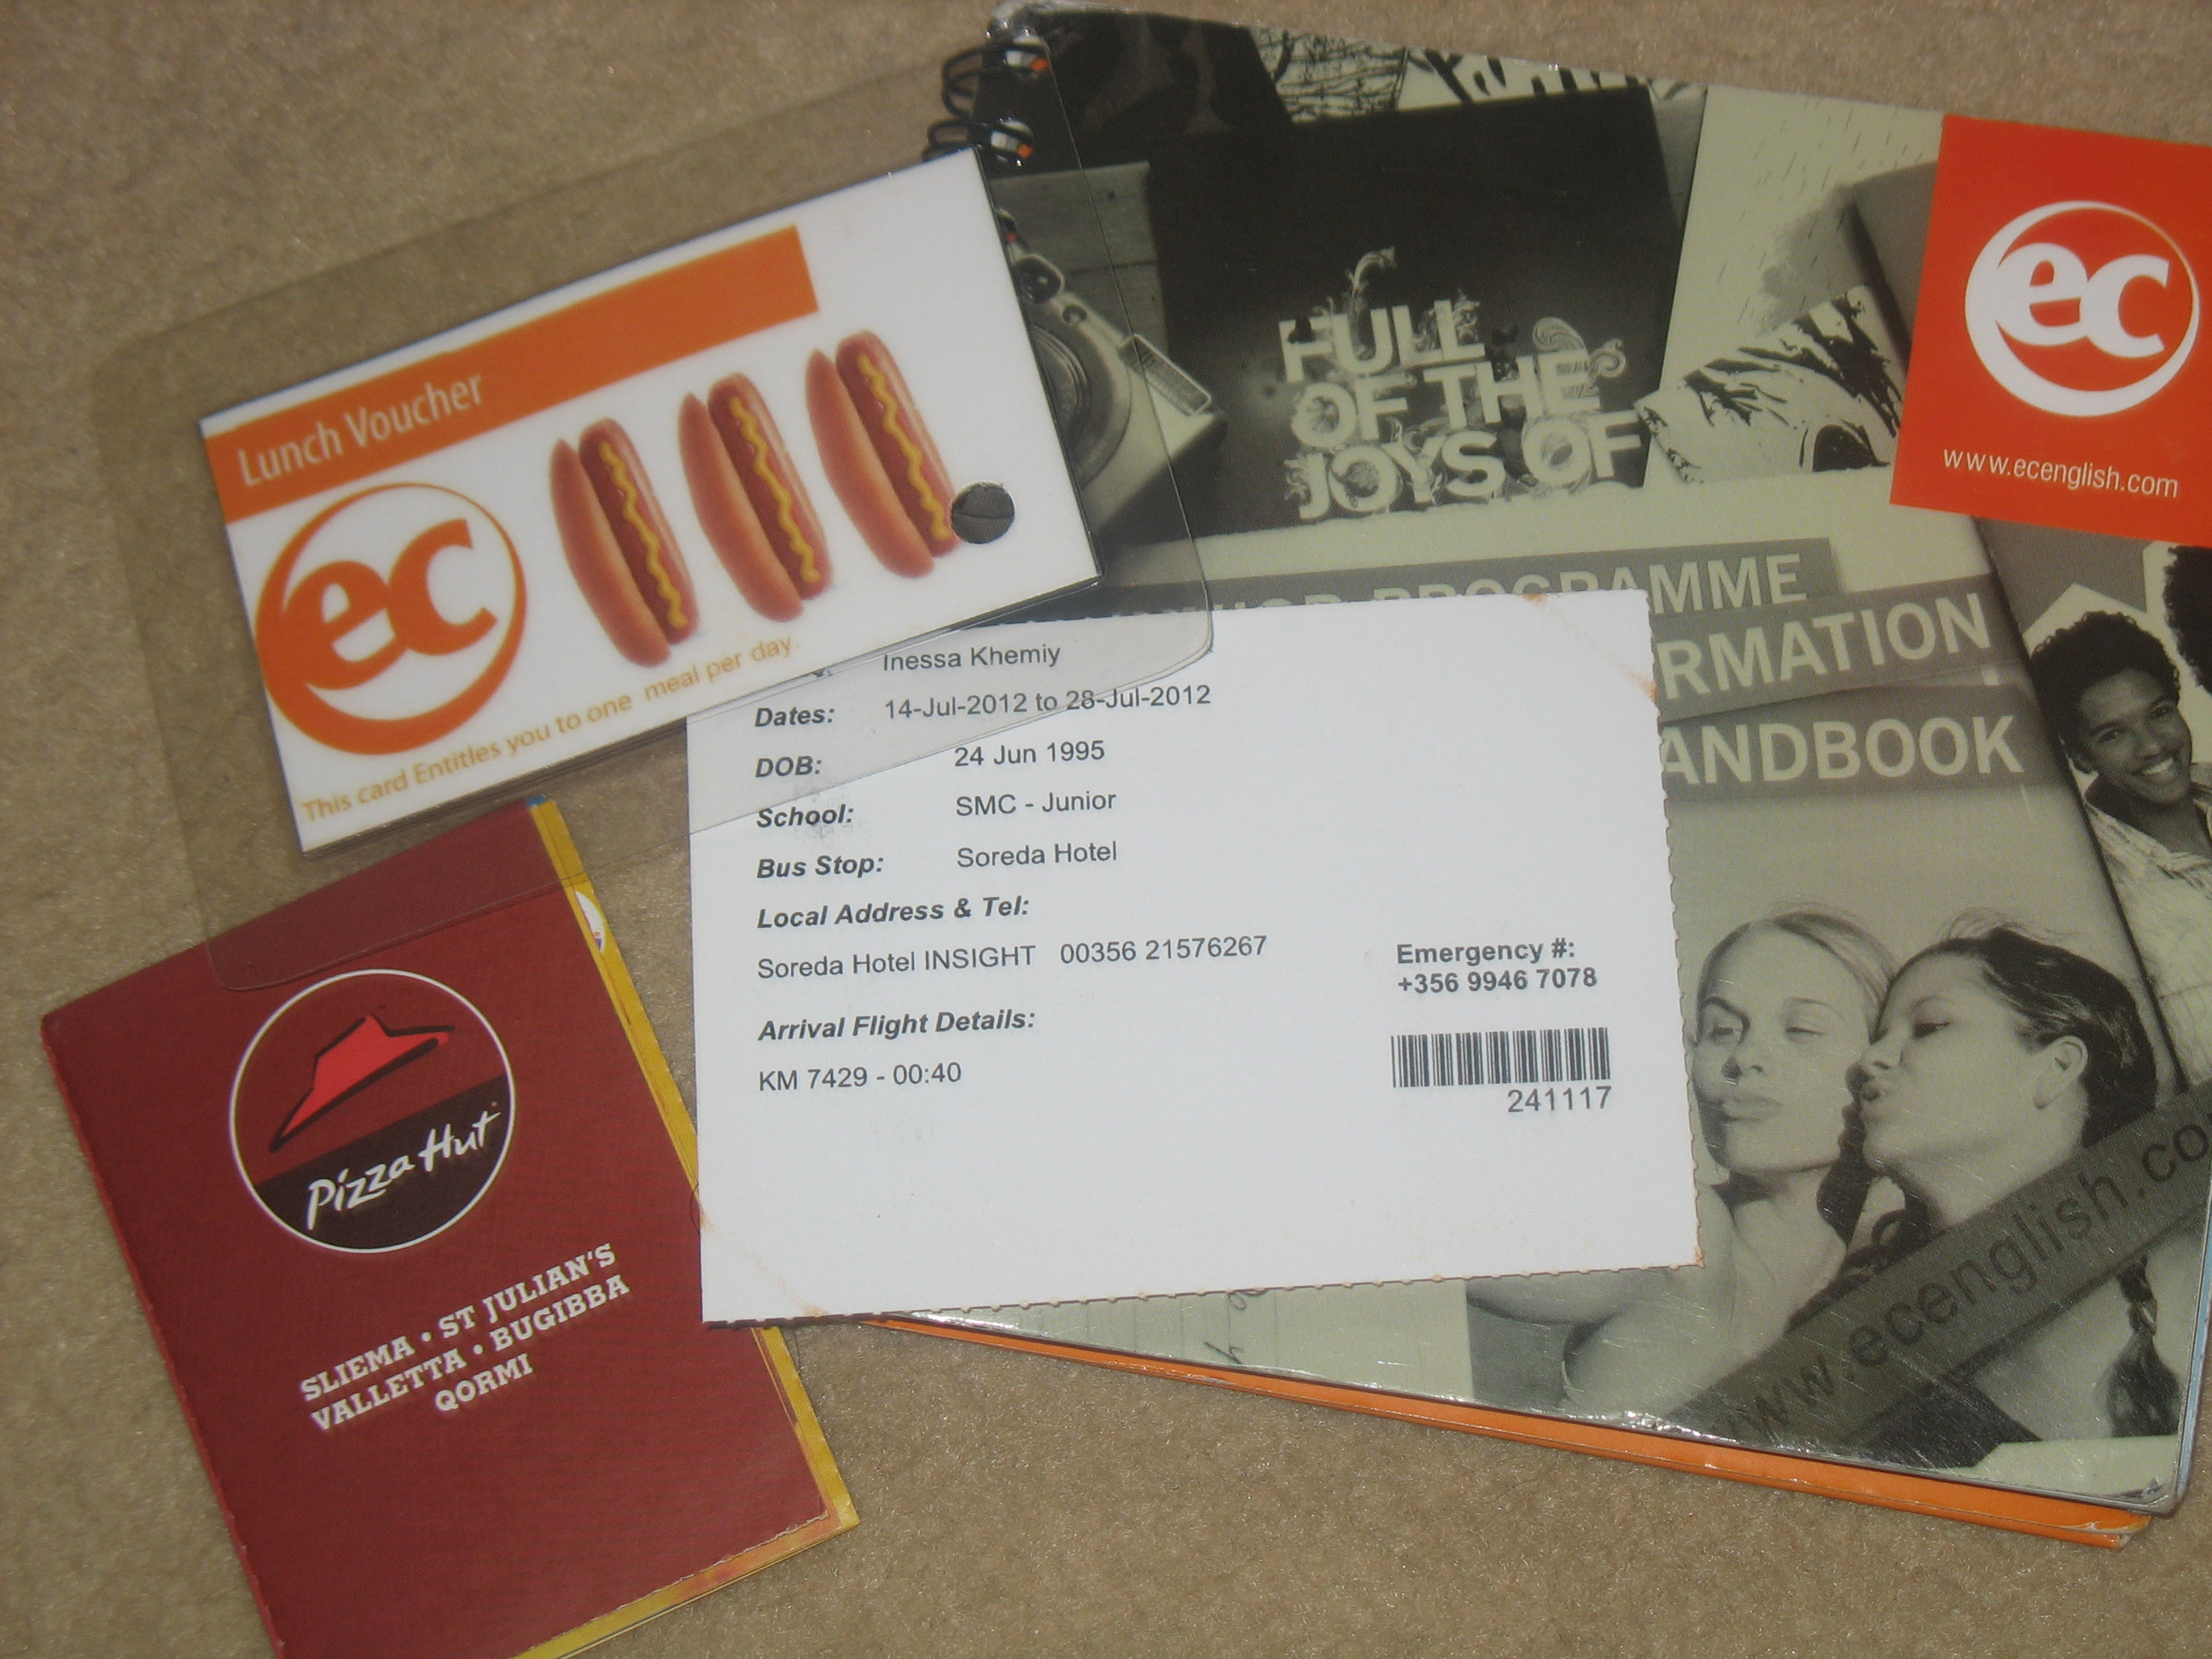 Lunch Voucher
ec
This card Entitles you to one meal per day.
FULL
OF THE
JOYS OF
ec
www.ecenglish.com
PROGRAMME
RMATION
ANDBOOK
www.ecenglish.co
Inessa Khemiy
Dates: 14-Jul-2012 to 28-Jul-2012
DOB: 24 Jun 1995
School: SMC - Junior
Bus Stop: Soreda Hotel
Local Address & Tel:
Soreda Hotel INSIGHT 00356 21576267
Emergency #:
+356 9946 7078
Arrival Flight Details:
KM 7429 - 00:40
241117
Pizza Hut
SLIEMA • ST JULIAN'S
VALLETTA • BUGIBBA
QORMI